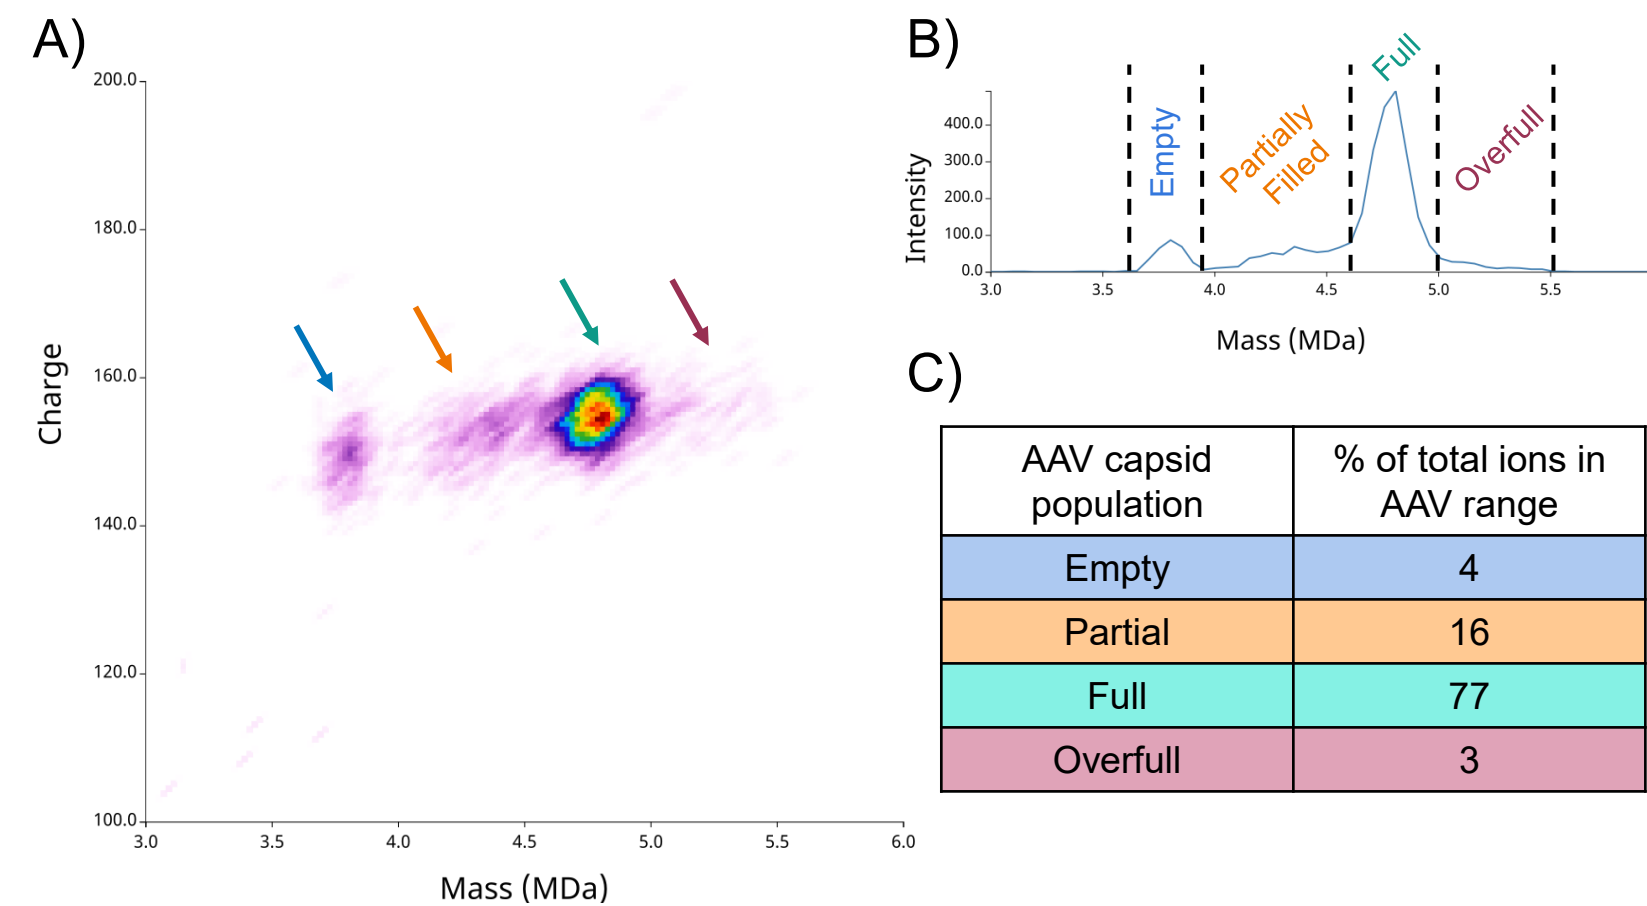 A)
200.0
180.0
160.0
140.0
120.0
100.0
Charge
3.0 3.5 4.0 4.5 5.0 5.5 6.0
Mass (MDa)
B)
Empty
Partially
Filled
Full
Overfull
400.0
300.0
200.0
100.0
0.0
Intensity
3.0 3.5 4.0 4.5 5.0 5.5
Mass (MDa)
C)
AAV capsid population % of total ions in AAV range
Empty 4
Partial 16
Full 77
Overfull 3